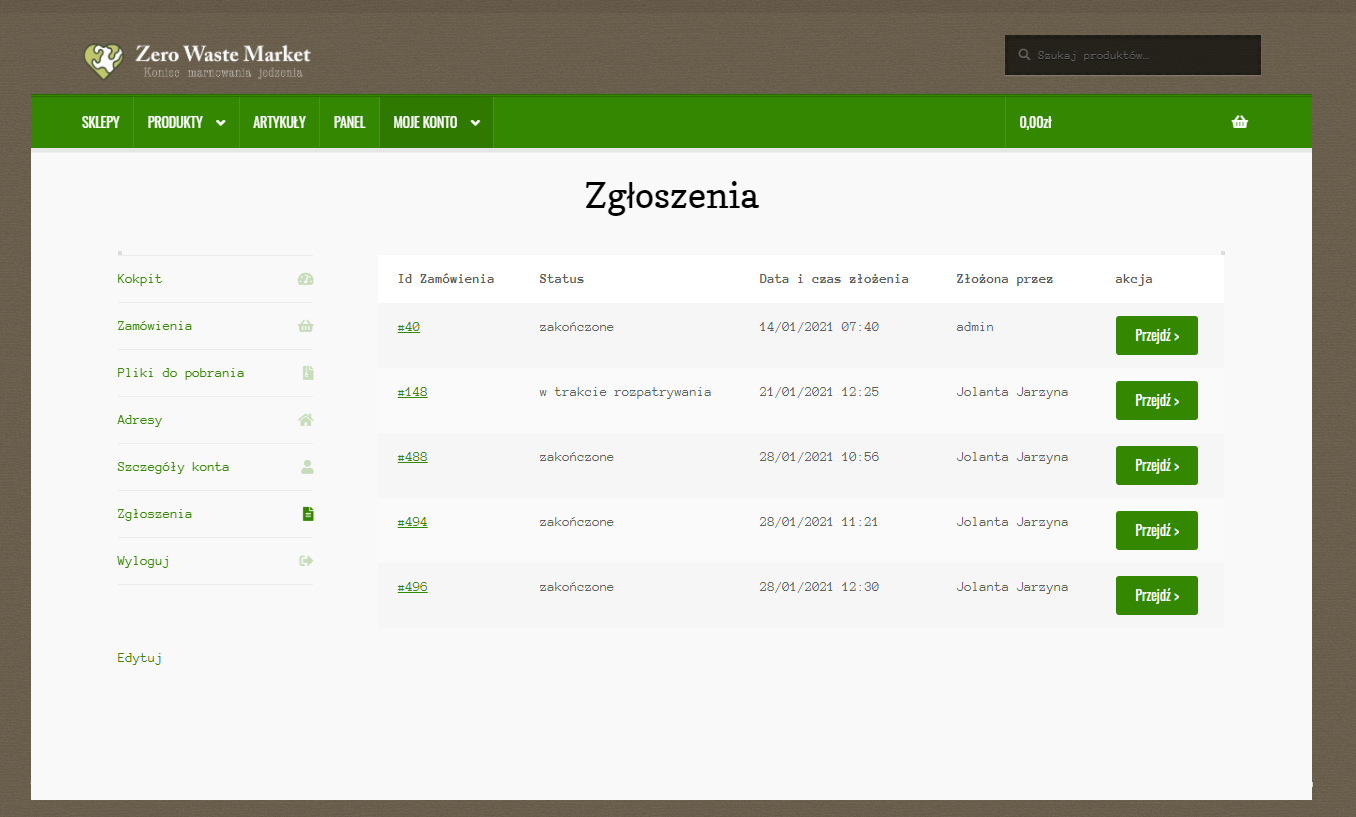 Zero Waste Market
Koniec marnowania jedzenia
Szukaj produktów…
SKLEPY PRODUKTY ARTYKUŁY PANEL MOJE KONTO 0,00zł
Zgłoszenia
Kokpit
Zamówienia
Pliki do pobrania
Adresy
Szczegóły konta
Zgłoszenia
Wyloguj
Edytuj
Id Zamówienia Status Data i czas złożenia Złożona przez akcja
#40 zakończone 14/01/2021 07:40 admin Przejdź >
#148 w trakcie rozpatrywania 21/01/2021 12:25 Jolanta Jarzyna Przejdź >
#488 zakończone 28/01/2021 10:56 Jolanta Jarzyna Przejdź >
#494 zakończone 28/01/2021 11:21 Jolanta Jarzyna Przejdź >
#496 zakończone 28/01/2021 12:30 Jolanta Jarzyna Przejdź >